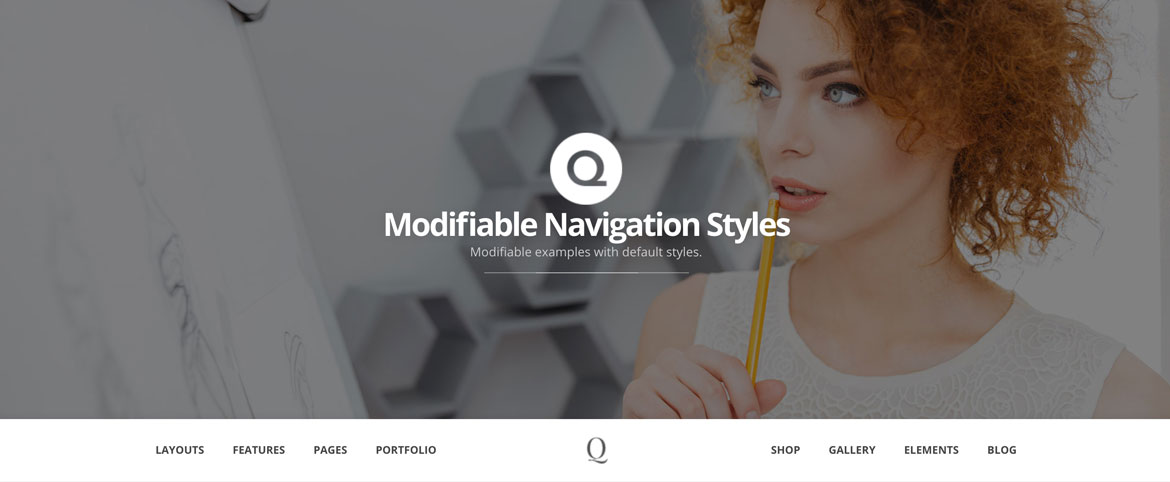 Q
Modifiable Navigation Styles
Modifiable examples with default styles.
LAYOUTS FEATURES PAGES PORTFOLIO Q SHOP GALLERY ELEMENTS BLOG